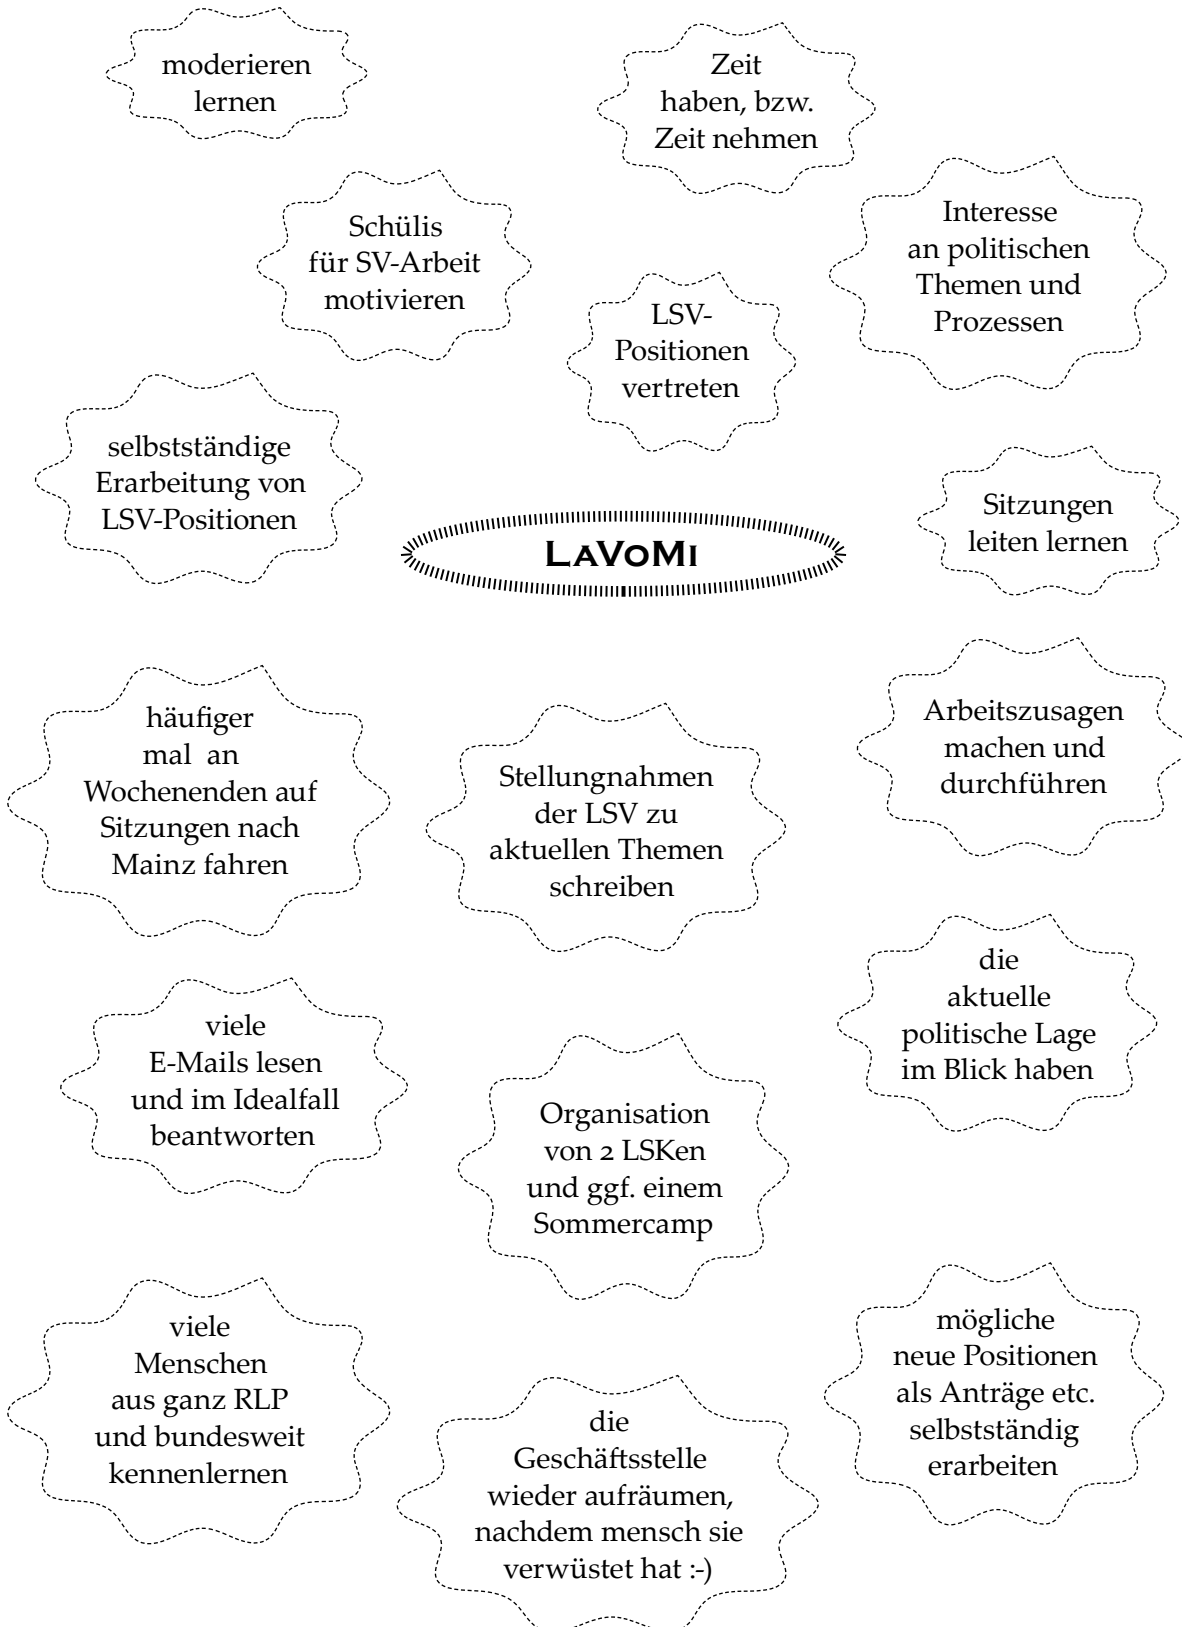 moderieren
lernen
Zeit
haben, bzw.
Zeit nehmen
Schülis
für SV-Arbeit
motivieren
Interesse
an politischen
Themen und
Prozessen
LSV-
Positionen
vertreten
selbstständige
Erarbeitung von
LSV-Positionen
Sitzungen
leiten lernen
LaVoMi
häufiger
mal an
Wochenenden auf
Sitzungen nach
Mainz fahren
Stellungnahmen
der LSV zu
aktuellen Themen
schreiben
Arbeitszusagen
machen und
durchführen
die
aktuelle
politische Lage
im Blick haben
viele
E-Mails lesen
und im Idealfall
beantworten
Organisation
von 2 LSKen
und ggf. einem
Sommercamp
viele
Menschen
aus ganz RLP
und bundesweit
kennenlernen
die
Geschäftsstelle
wieder aufräumen,
nachdem mensch sie
verwüstet hat :-)
mögliche
neue Positionen
als Anträge etc.
selbstständig
erarbeiten